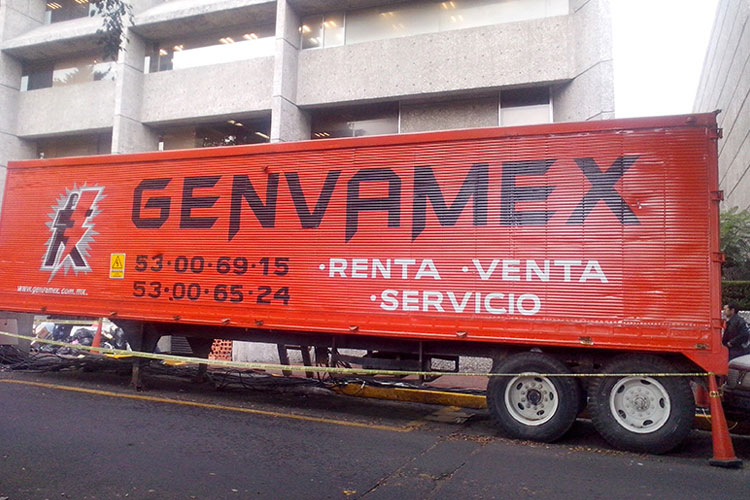 GENVAMEX
53·00·69·15
53·00·65·24
·RENTA ·VENTA
·SERVICIO
www.genvamex.com.mx.